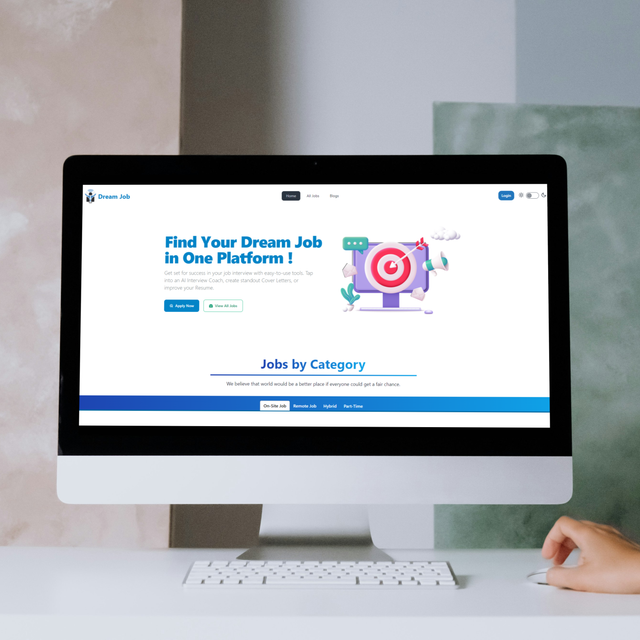 Dream Job
Home All Jobs Blogs
Login
Find Your Dream Job
in One Platform !
Get set for success in your job interview with easy-to-use tools, Tap
into an AI Interview Coach, create standout Cover Letters, or
improve your Resume.
Apply Now View All Jobs
Jobs by Category
We believe that world would be a better place if everyone could get a fair chance.
On-Site Job Remote Job Hybrid Part-Time